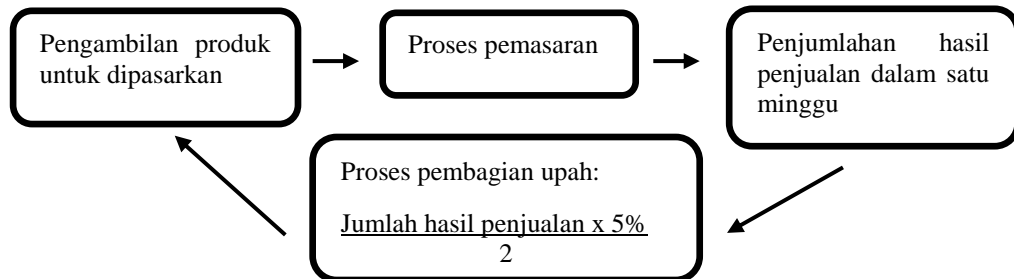 Pengambilan produk
untuk dipasarkan
Proses pemasaran
Penjumlahan hasil
penjualan dalam satu
minggu
Proses pembagian upah:
Jumlah hasil penjualan x 5%
2